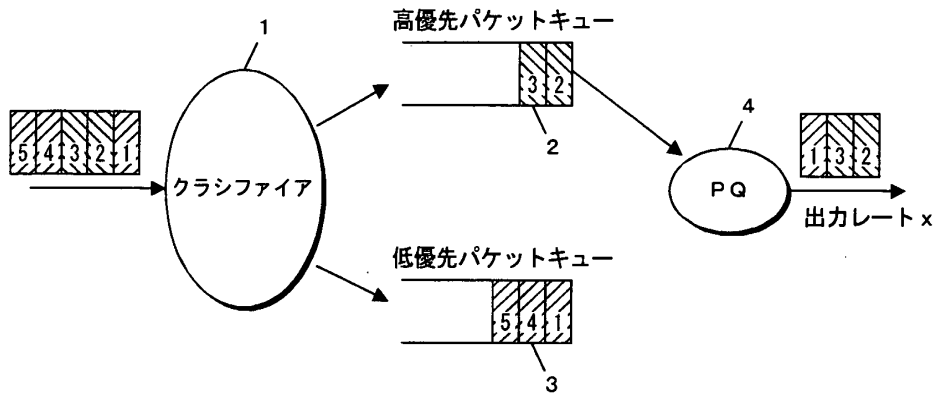 1
高優先パケットキュー
3 2
2
5 4 3 2 1
クラシファイア
4
PQ
1 3 2
出力レート x
低優先パケットキュー
5 4 1
3